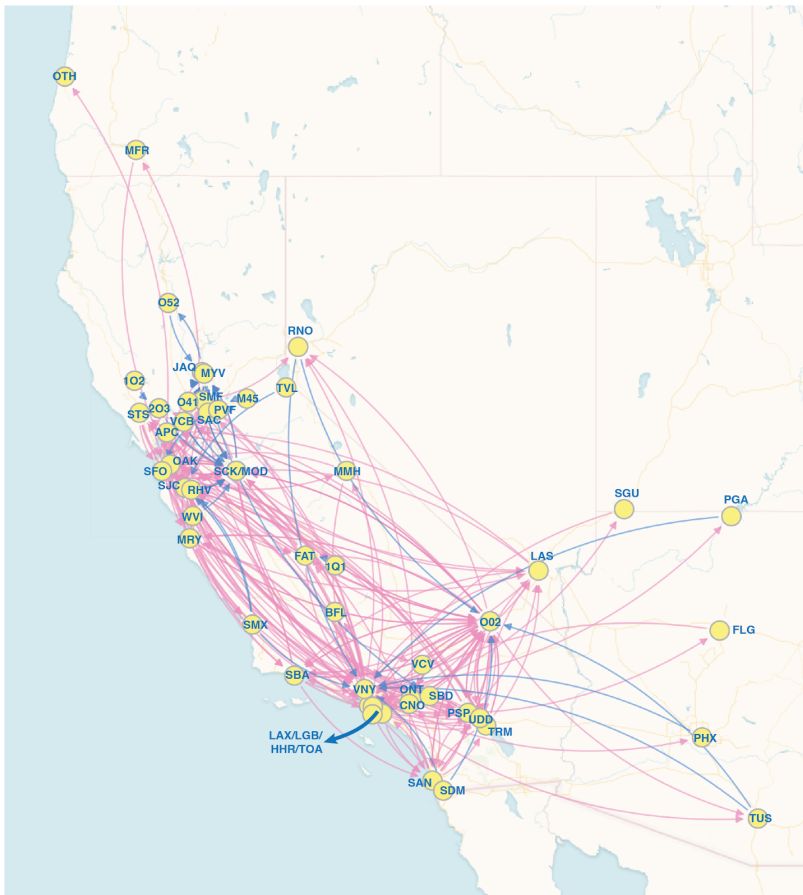 OTH
MFR
O52
RNO
JAQ
MYV
1O2
TVL
SMF
M45
O41
2O3
PVF
STS
VCB
SAC
APC
OAK
SFO
SCK/MOD
MMH
SJC
RHV
SGU
PGA
WVI
MRY
FAT
LAS
1Q1
BFL
O02
SMX
FLG
VCV
SBA
VNY
ONT
SBD
CNO
PSP
UDD
TRM
LAX/LGB/
HHR/TOA
PHX
SAN
SDM
TUS